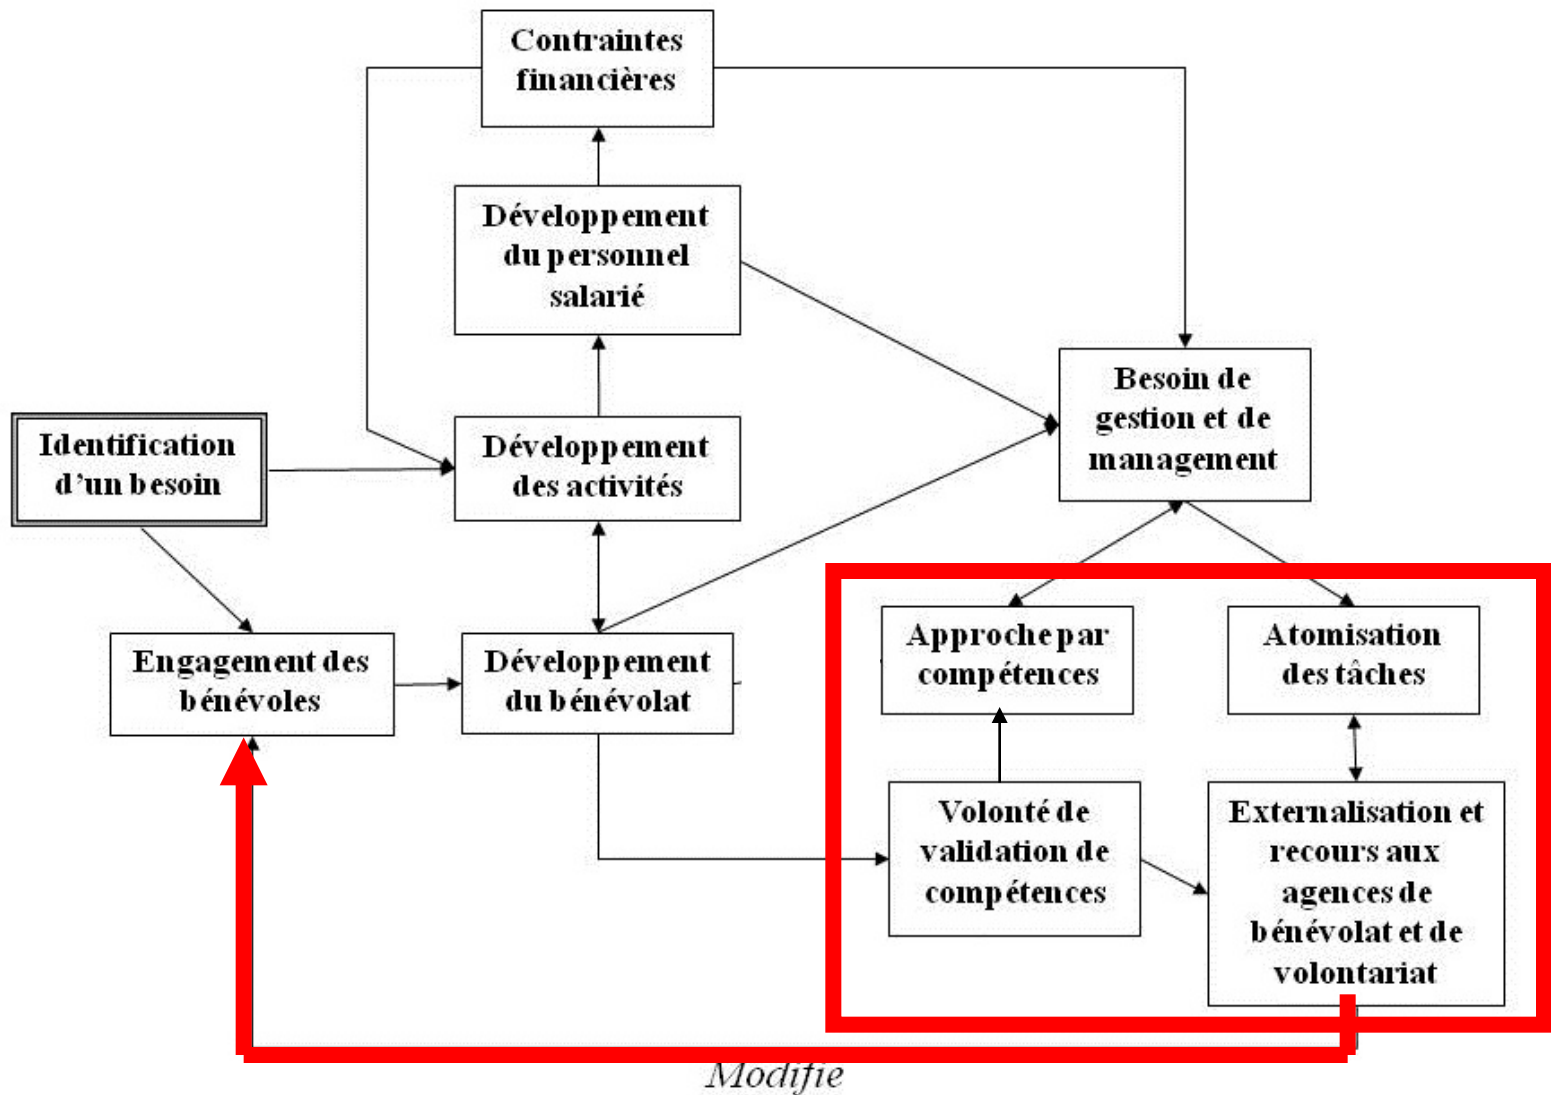 Contraintes
financières
Développement
du personnel
salarié
Besoin de
gestion et de
management
Identification
d'un besoin
Développement
des activités
Engagement des
bénévoles
Développement
du bénévolat
Approche par
compétences
Atomisation
des tâches
Volonté de
validation de
compétences
Externalisation et
recours aux
agences de
bénévolat et de
volontariat
Modifie